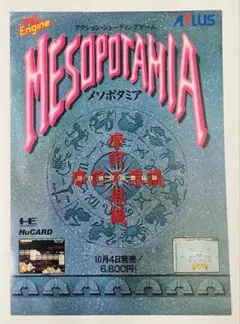 PC Engine
アクション・シューティングゲーム
ATLUS
MESOPOTAMIA
メソポタミア
摩訶
HE
HuCARD
10月4日発売!
6,800円